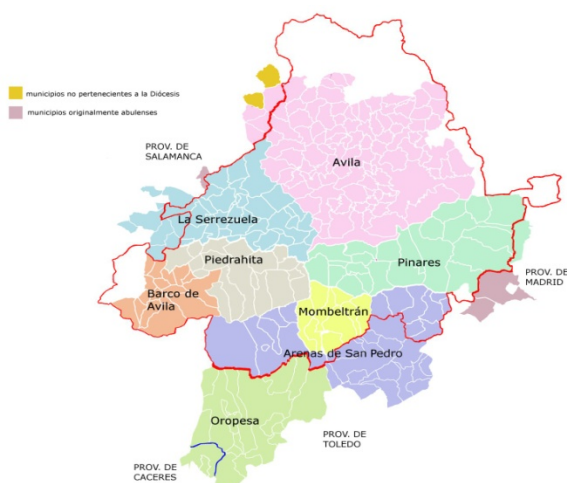 municipios no pertenecientes a la Diócesis
municipios originalmente abulenses
PROV. DE
SALAMANCA
Avila
La Serrezuela
Piedrahita
Pinares
PROV. DE
MADRID
Barco de
Avila
Mombeltrán
Arenas de San Pedro
Oropesa
PROV. DE
TOLEDO
PROV. DE
CACERES